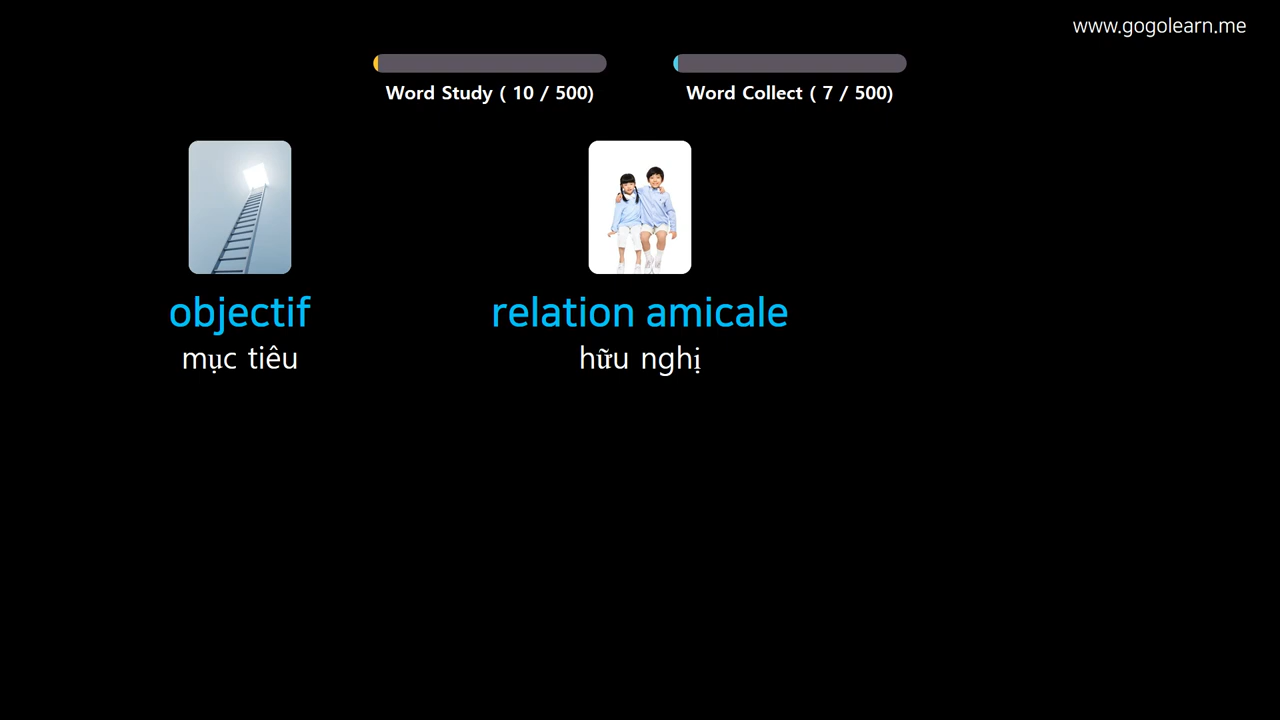 www.gogolearn.me
Word Study ( 10 / 500)
Word Collect ( 7 / 500)
objectif
mục tiêu
relation amicale
hữu nghị